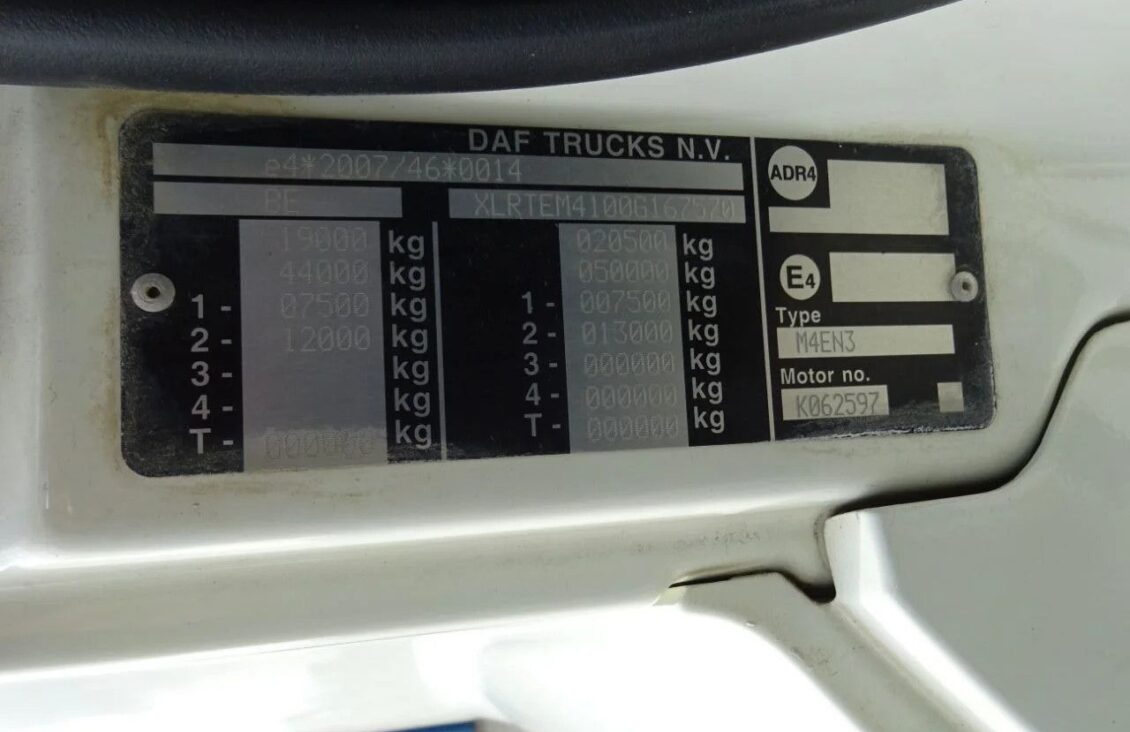 DAF TRUCKS N.V.
e4*2007/46*0014
BE XLRTEM4100G167570
19000 kg 020500 kg
44000 kg 050000 kg
1- 07500 kg 1- 007500 kg
2- 12000 kg 2- 013000 kg
3- kg 3- 000000 kg
4- kg 4- 000000 kg
T- 000000 kg T- 000000 kg
ADR4
E4
Type
M4EN3
Motor no.
K062597